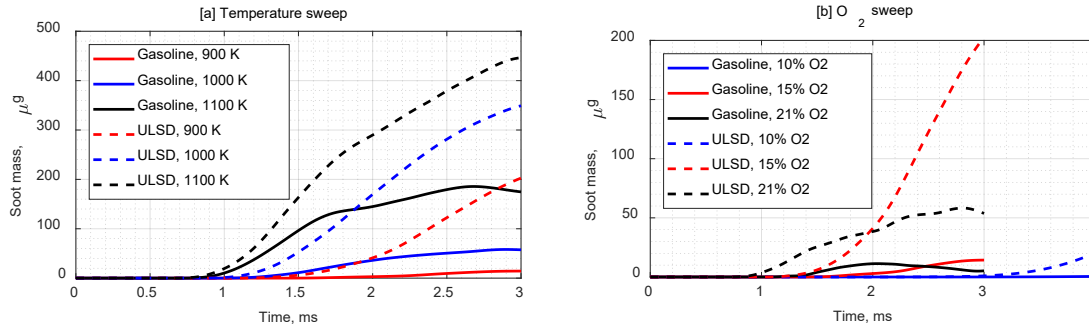 [a] Temperature sweep
500
400
300
200
100
0
Soot mass, μg
Gasoline, 900 K
Gasoline, 1000 K
Gasoline, 1100 K
ULSD, 900 K
ULSD, 1000 K
ULSD, 1100 K
0 0.5 1 1.5 2 2.5 3
Time, ms
[b] O2 sweep
200
150
100
50
0
Soot mass, μg
Gasoline, 10% O2
Gasoline, 15% O2
Gasoline, 21% O2
ULSD, 10% O2
ULSD, 15% O2
ULSD, 21% O2
0 1 2 3
Time, ms